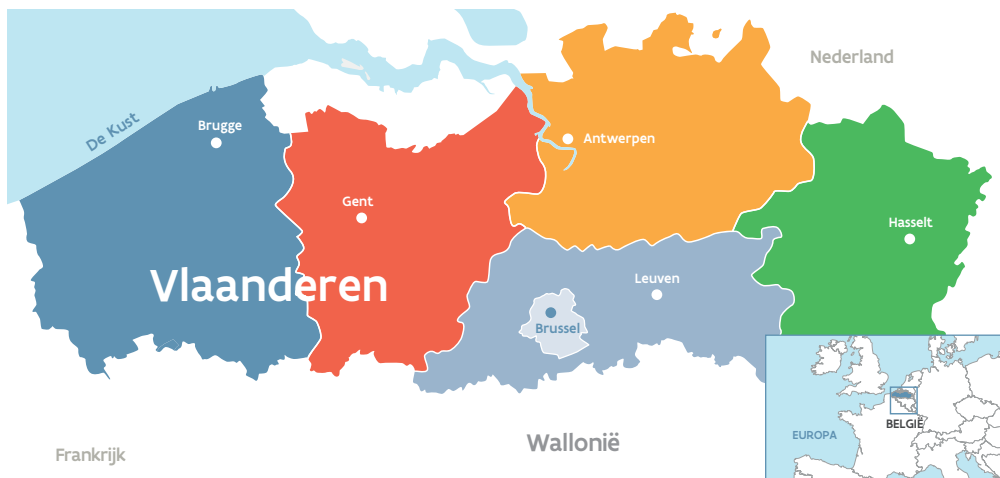 Nederland
De Kust
Brugge
Antwerpen
Gent
Hasselt
Vlaanderen
Leuven
Brussel
BELGIË
EUROPA
Wallonië
Frankrijk